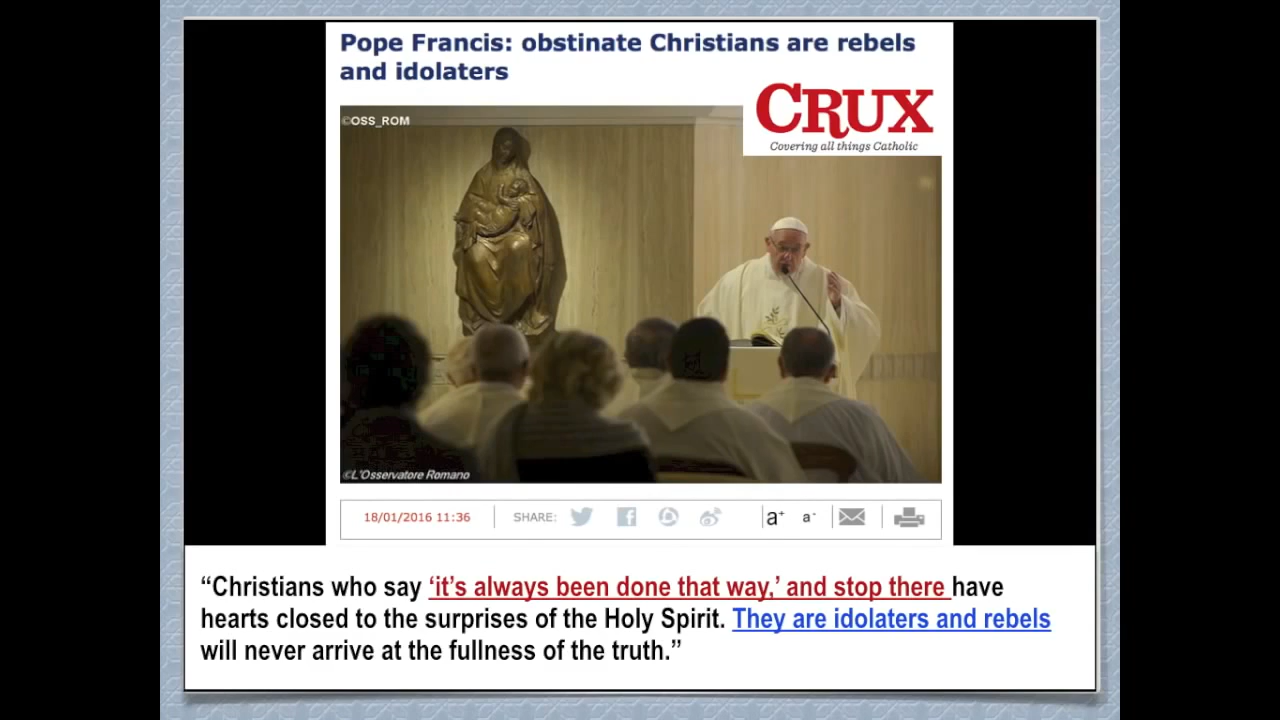 Pope Francis: obstinate Christians are rebels
and idolaters
CRUX
Covering all things Catholic
©OSS_ROM
©L'Osservatore Romano
18/01/2016 11:36 SHARE: a+ a-
“Christians who say ‘it’s always been done that way,’ and stop there have
hearts closed to the surprises of the Holy Spirit. They are idolaters and rebels
will never arrive at the fullness of the truth.”